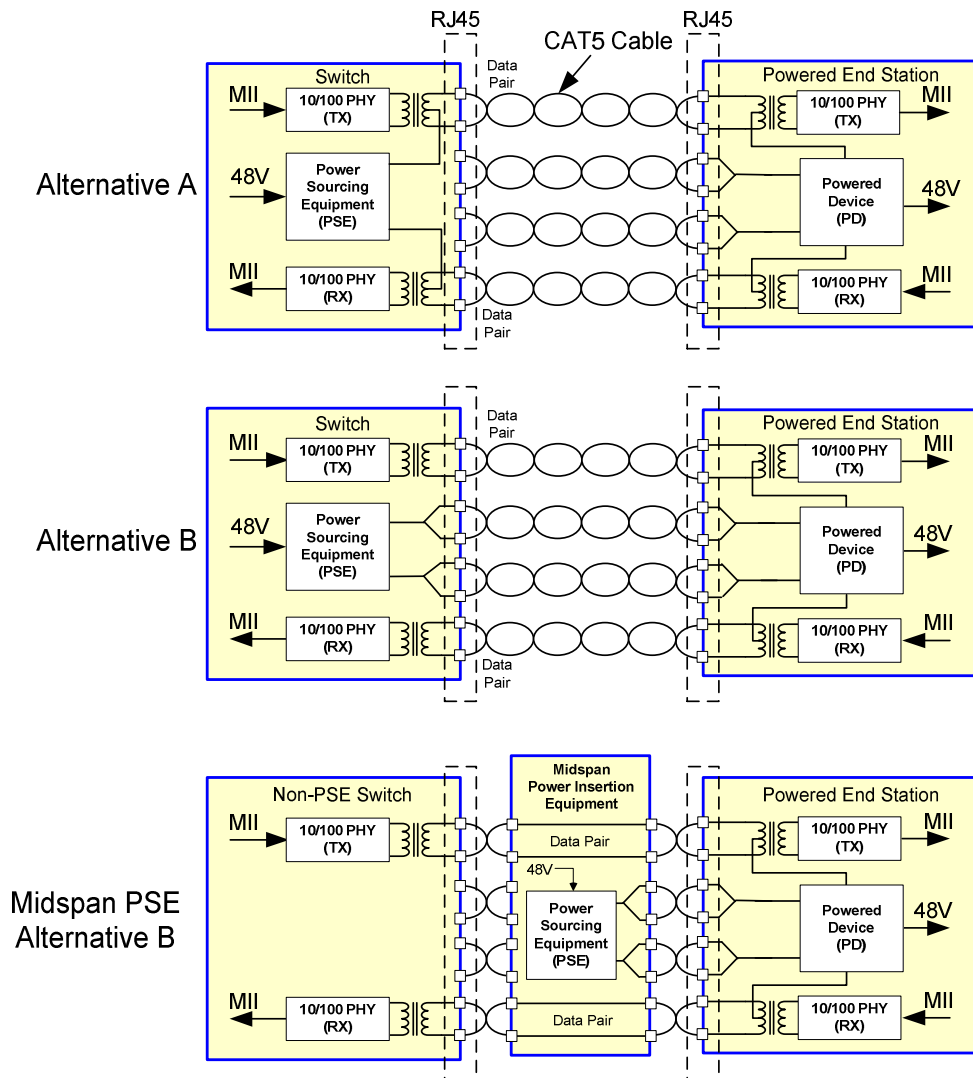 RJ45
RJ45
CAT5 Cable
Alternative A
Switch
MII
10/100 PHY
(TX)
48V
Power
Sourcing
Equipment
(PSE)
MII
10/100 PHY
(RX)
Data
Pair
Data
Pair
Powered End Station
10/100 PHY
(TX)
MII
Powered
Device
(PD)
48V
10/100 PHY
(RX)
MII
Alternative B
Switch
MII
10/100 PHY
(TX)
48V
Power
Sourcing
Equipment
(PSE)
MII
10/100 PHY
(RX)
Data
Pair
Data
Pair
Powered End Station
10/100 PHY
(TX)
MII
Powered
Device
(PD)
48V
10/100 PHY
(RX)
MII
Midspan PSE
Alternative B
Non-PSE Switch
MII
10/100 PHY
(TX)
MII
10/100 PHY
(RX)
Midspan
Power Insertion
Equipment
Data Pair
48V
Power
Sourcing
Equipment
(PSE)
Data Pair
Powered End Station
10/100 PHY
(TX)
MII
Powered
Device
(PD)
48V
10/100 PHY
(RX)
MII